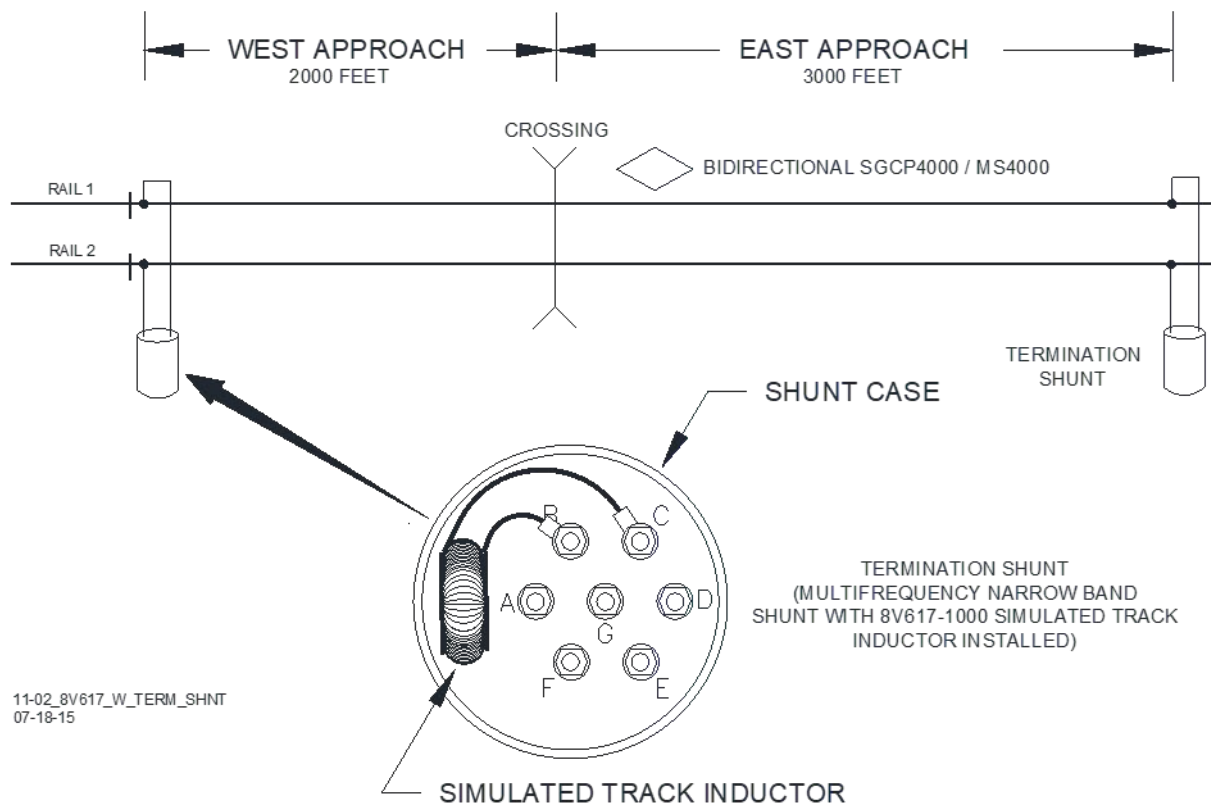 WEST APPROACH
2000 FEET
EAST APPROACH
3000 FEET
CROSSING
BIDIRECTIONAL SGCP4000 / MS4000
RAIL 1
RAIL 2
TERMINATION
SHUNT
SHUNT CASE
B
C
A
G
D
F
E
TERMINATION SHUNT
(MULTIFREQUENCY NARROW BAND
SHUNT WITH 8V617-1000 SIMULATED TRACK
INDUCTOR INSTALLED)
11-02_8V617_W_TERM_SHNT
07-18-15
SIMULATED TRACK INDUCTOR